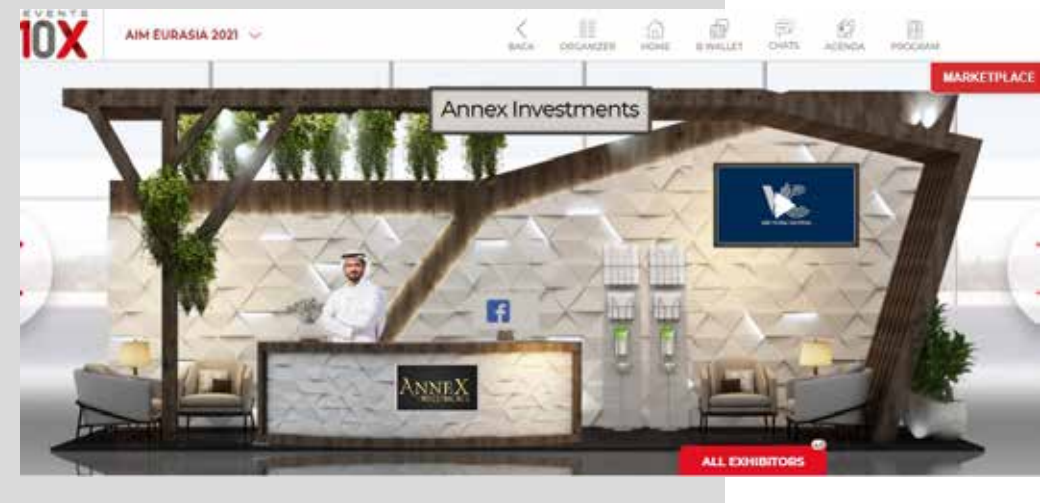 EVENTS
10X
AIM EURASIA 2021
BACK
ORGANIZER
HOME
B.WALLET
CHATS
AGENDA
PROGRAM
MARKETPLACE
Annex Investments
ANNEX
ALL EXHIBITORS